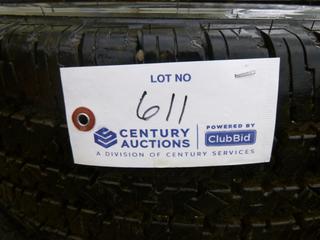 LOT NO
611
CENTURY AUCTIONS
POWERED BY
ClubBid
A DIVISION OF CENTURY SERVICES